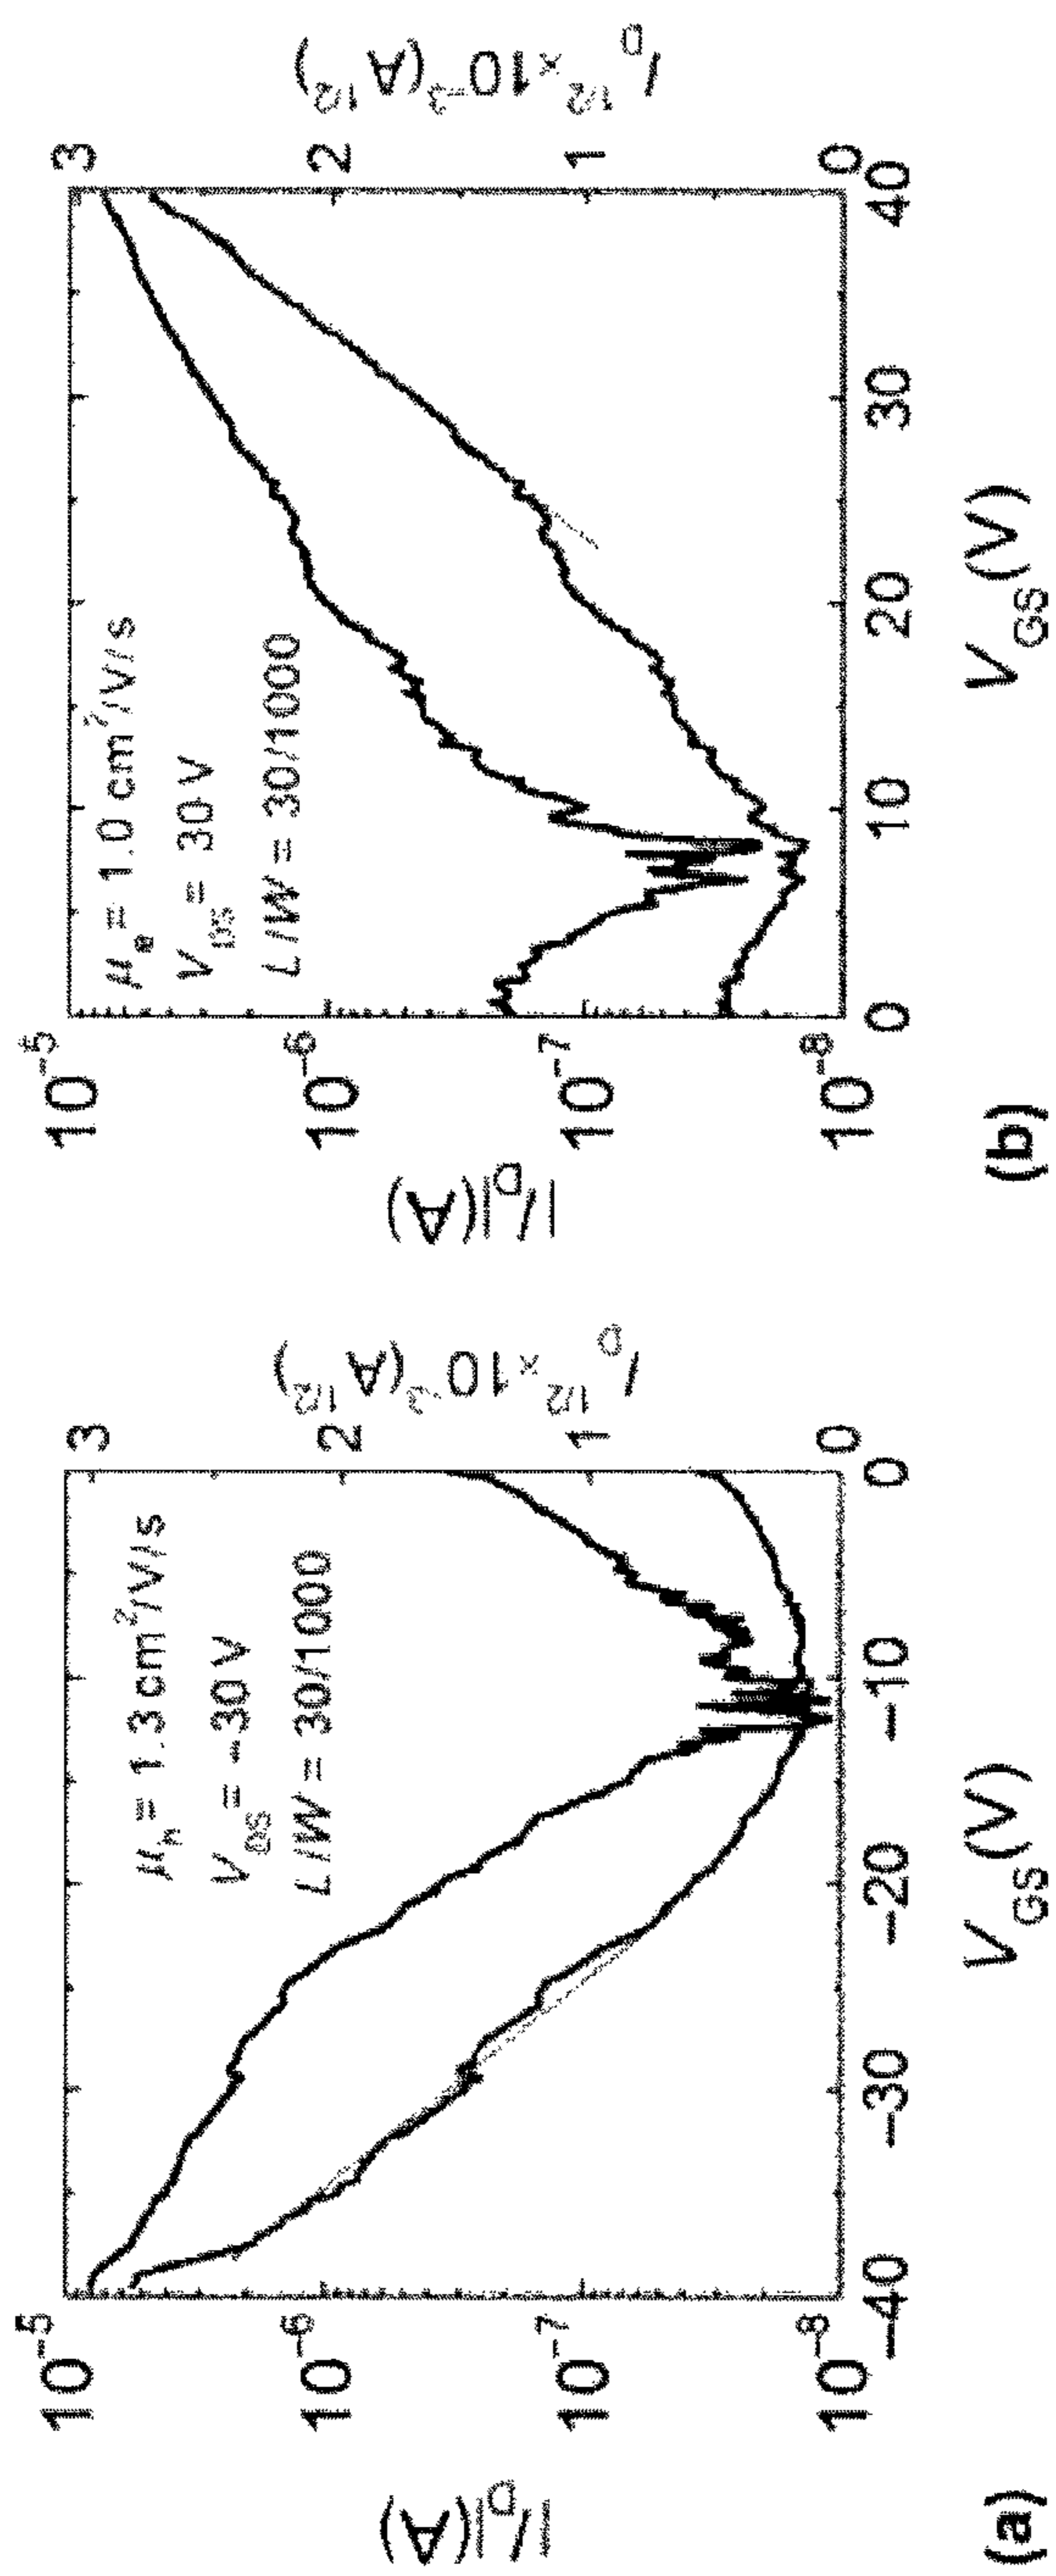 (a)
|I_D|(A)
10⁻⁵
10⁻⁶
10⁻⁷
10⁻⁸
μ_h = 1.3 cm²/V/s
V_DS = -30 V
L/W = 30/1000
3
2
1
0
I_D^1/2 ×10⁻³(A^1/2)
−40 −30 −20 −10 0
V_GS (V)
(b)
|I_D|(A)
10⁻⁵
10⁻⁶
10⁻⁷
10⁻⁸
μ_e = 1.0 cm²/V/s
V_DS = 30 V
L/W = 30/1000
3
2
1
0
I_D^1/2 ×10⁻³(A^1/2)
0 10 20 30 40
V_GS (V)